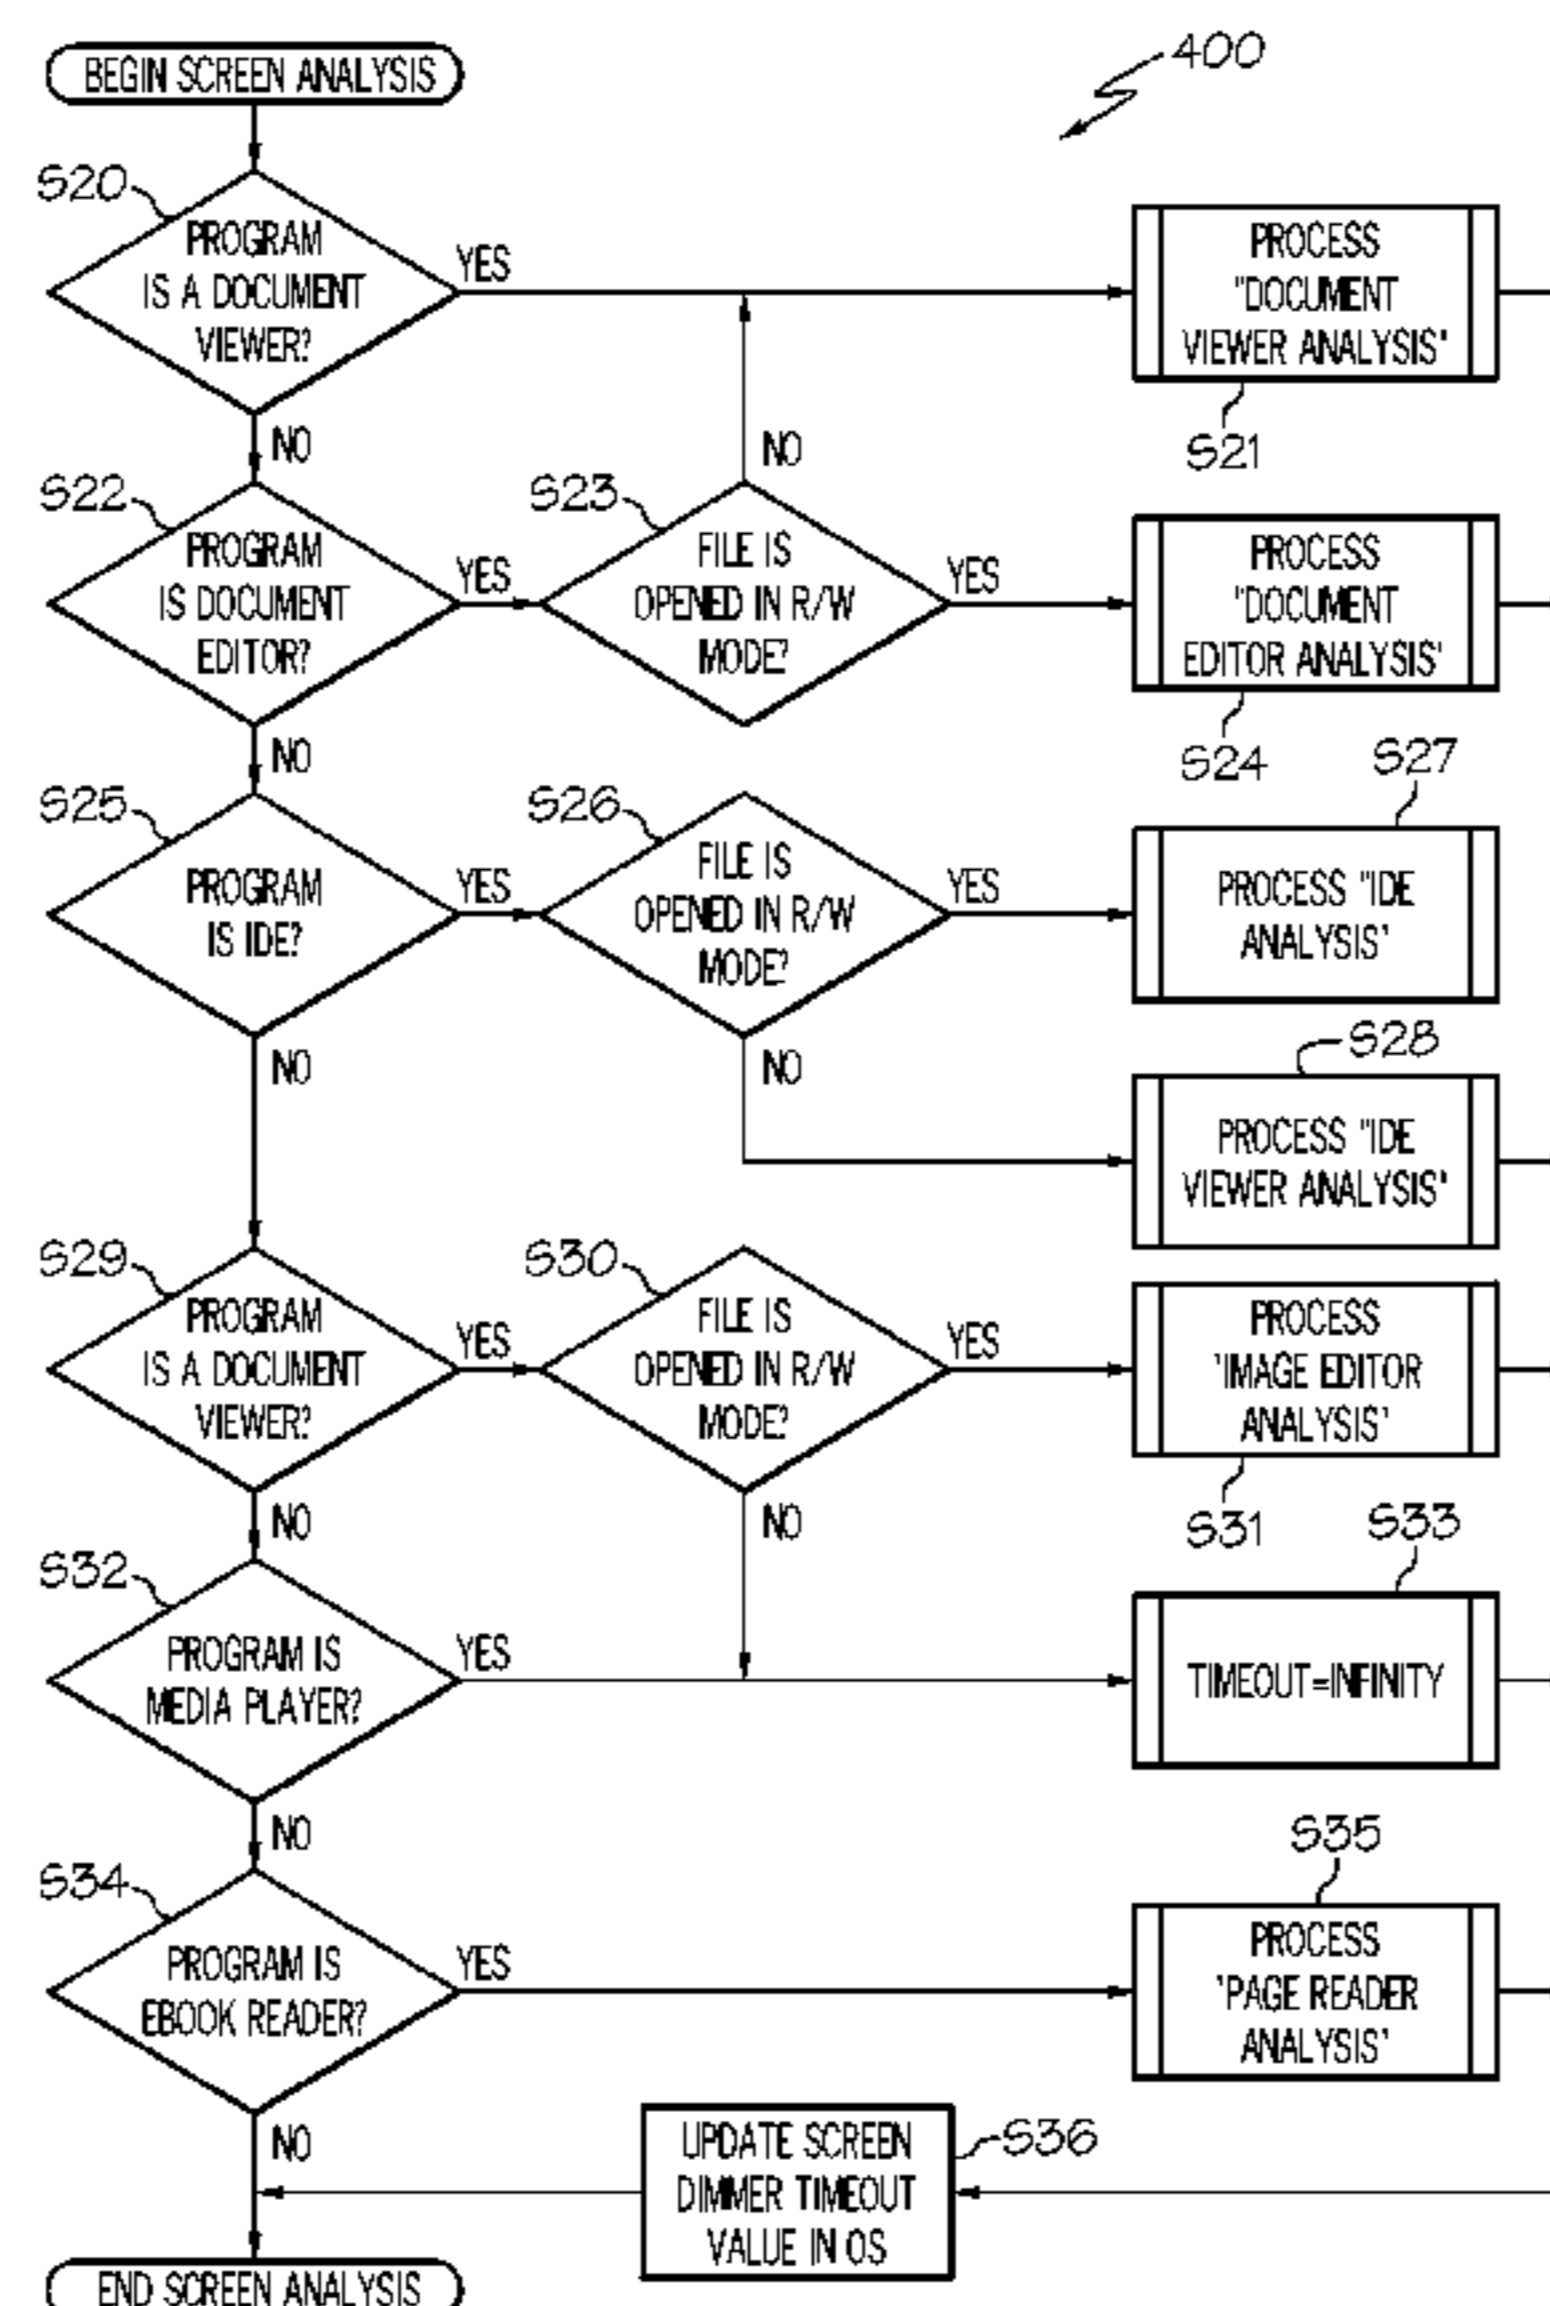 BEGIN SCREEN ANALYSIS
400
S20
PROGRAM
IS A DOCUMENT
VIEWER?
YES
NO
PROCESS
"DOCUMENT
VIEWER ANALYSIS"
S21
S22
PROGRAM
IS DOCUMENT
EDITOR?
YES
NO
S23
FILE IS
OPENED IN R/W
MODE?
NO
YES
PROCESS
"DOCUMENT
EDITOR ANALYSIS"
S24
S25
PROGRAM
IS IDE?
YES
NO
S26
FILE IS
OPENED IN R/W
MODE?
YES
NO
S27
PROCESS "IDE
ANALYSIS"
S28
PROCESS "IDE
VIEWER ANALYSIS"
S29
PROGRAM
IS A DOCUMENT
VIEWER?
YES
NO
S30
FILE IS
OPENED IN R/W
MODE?
YES
NO
PROCESS
"IMAGE EDITOR
ANALYSIS"
S31
S32
PROGRAM IS
MEDIA PLAYER?
YES
NO
S33
TIMEOUT=INFINITY
S34
PROGRAM IS
EBOOK READER?
YES
NO
S35
PROCESS
"PAGE READER
ANALYSIS"
UPDATE SCREEN
DIMMER TIMEOUT
VALUE IN OS
S36
END SCREEN ANALYSIS